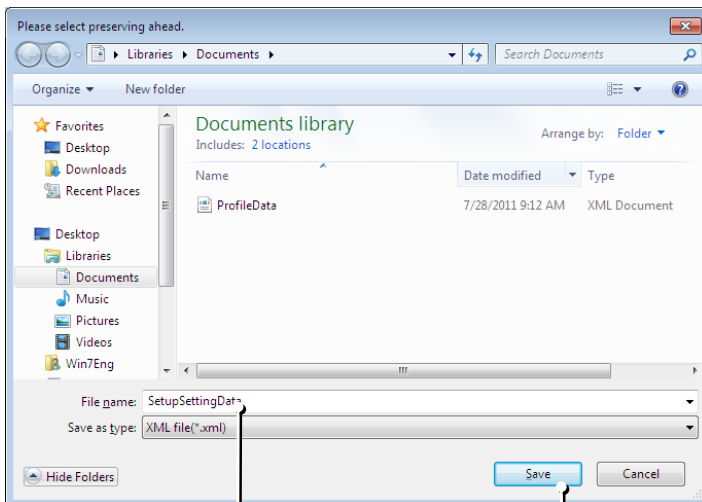 Please select preserving ahead.
Libraries Documents Search Documents
Organize New folder
Favorites
Desktop
Downloads
Recent Places
Desktop
Libraries
Documents
Music
Pictures
Videos
Win7Eng
Documents library
Includes: 2 locations
Arrange by: Folder
Name Date modified Type
ProfileData 7/28/2011 9:12 AM XML Document
File name: SetupSettingData
Save as type: XML file(*.xml)
Hide Folders Save Cancel